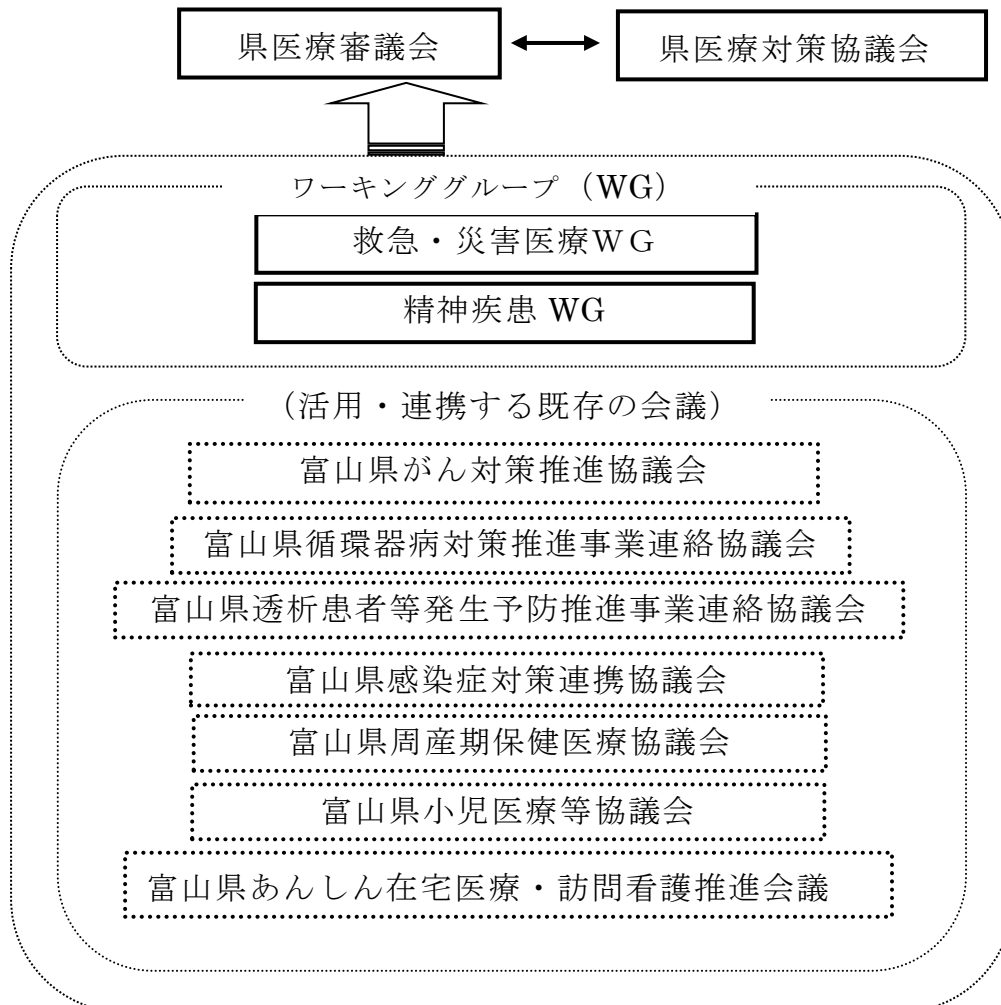 県医療審議会
県医療対策協議会
ワーキンググループ（WG）
救急・災害医療ＷＧ
精神疾患 WG
（活用・連携する既存の会議）
富山県がん対策推進協議会
富山県循環器病対策推進事業連絡協議会
富山県透析患者等発生予防推進事業連絡協議会
富山県感染症対策連携協議会
富山県周産期保健医療協議会
富山県小児医療等協議会
富山県あんしん在宅医療・訪問看護推進会議